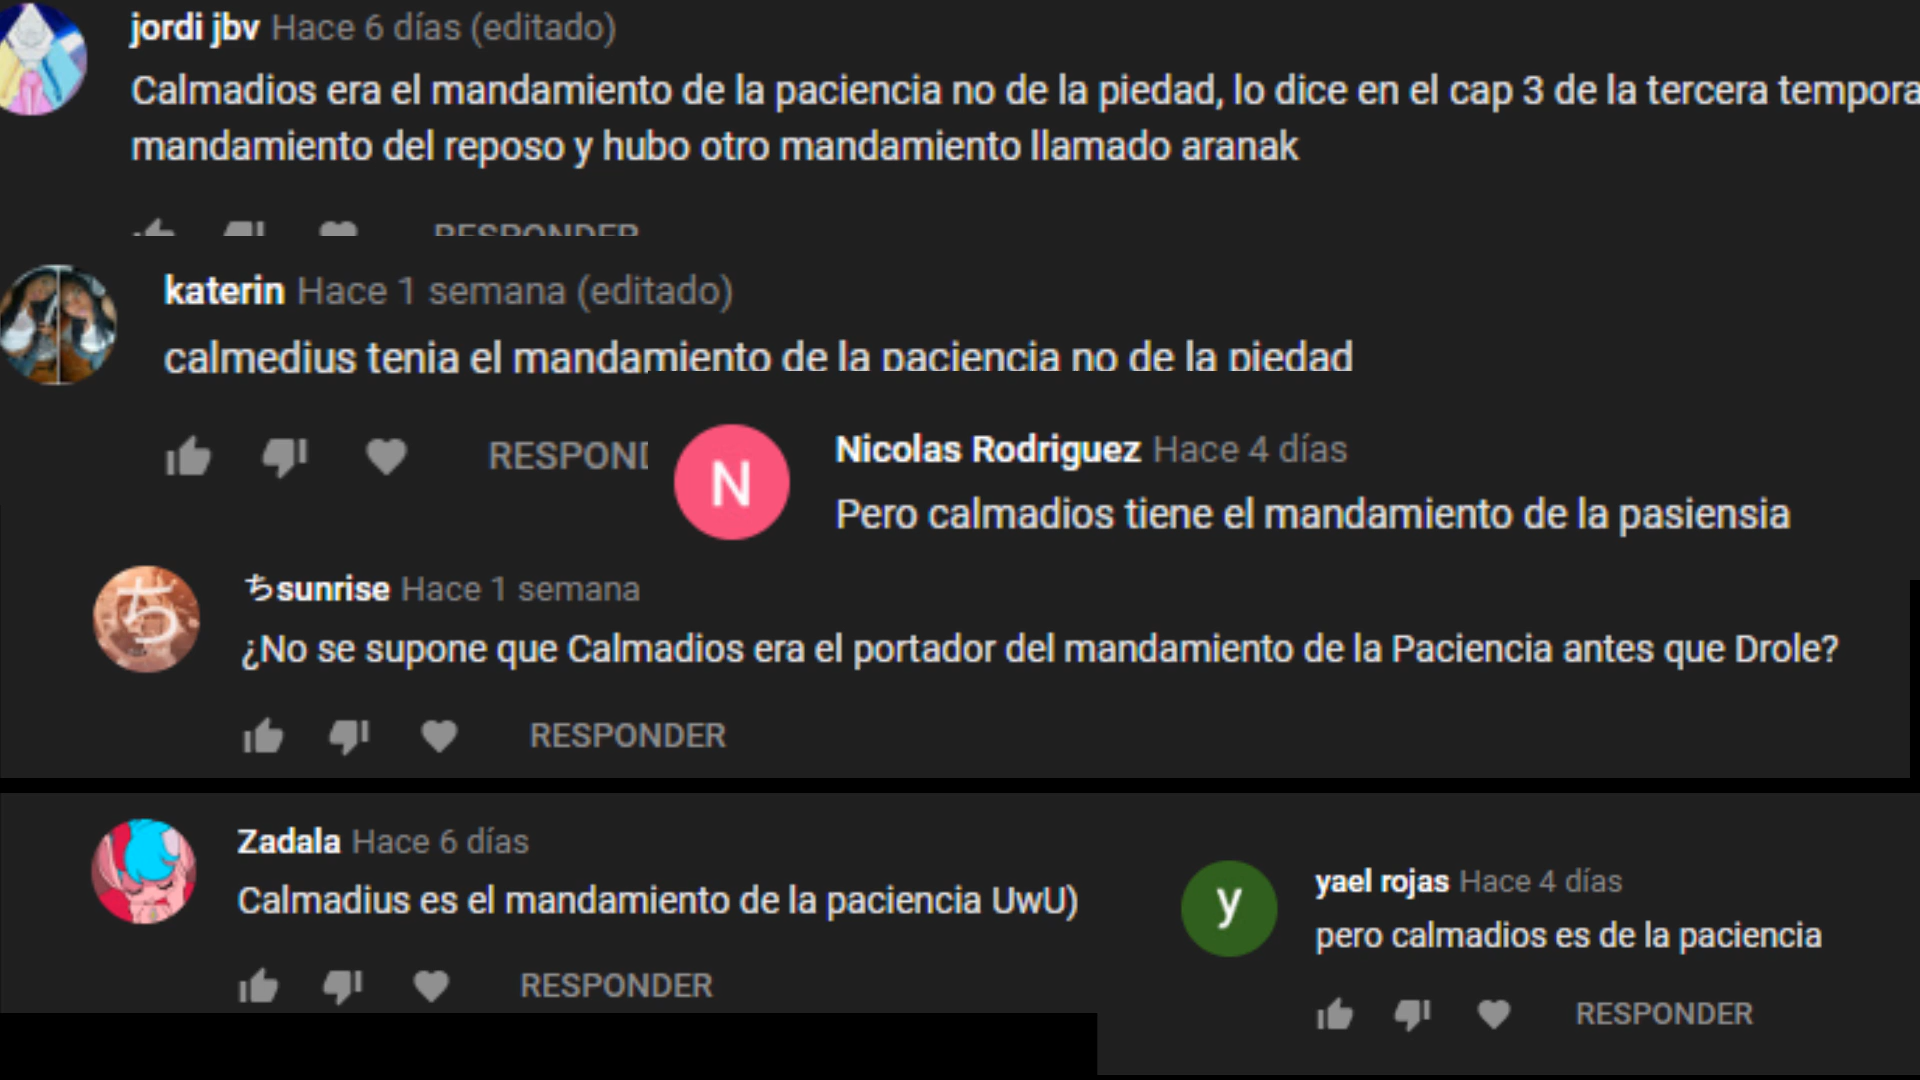 jordi jbv Hace 6 días (editado)
Calmadios era el mandamiento de la paciencia no de la piedad, lo dice en el cap 3 de la tercera tempora
mandamiento del reposo y hubo otro mandamiento llamado aranak
RESPONDER
katerin Hace 1 semana (editado)
calmedius tenia el mandamiento de la paciencia no de la piedad
RESPOND
N
Nicolas Rodriguez Hace 4 días
Pero calmadios tiene el mandamiento de la pasiensia
ち
ちsunrise Hace 1 semana
¿No se supone que Calmadios era el portador del mandamiento de la Paciencia antes que Drole?
RESPONDER
Zadala Hace 6 días
Calmadius es el mandamiento de la paciencia UwU)
RESPONDER
y
yael rojas Hace 4 días
pero calmadios es de la paciencia
RESPONDER